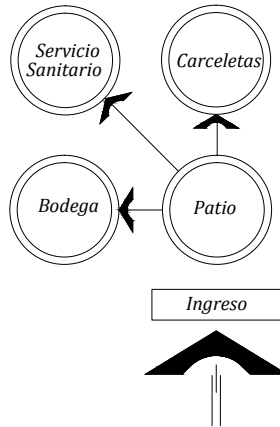 Servicio
Sanitario
Carceletas
Bodega
Patio
Ingreso